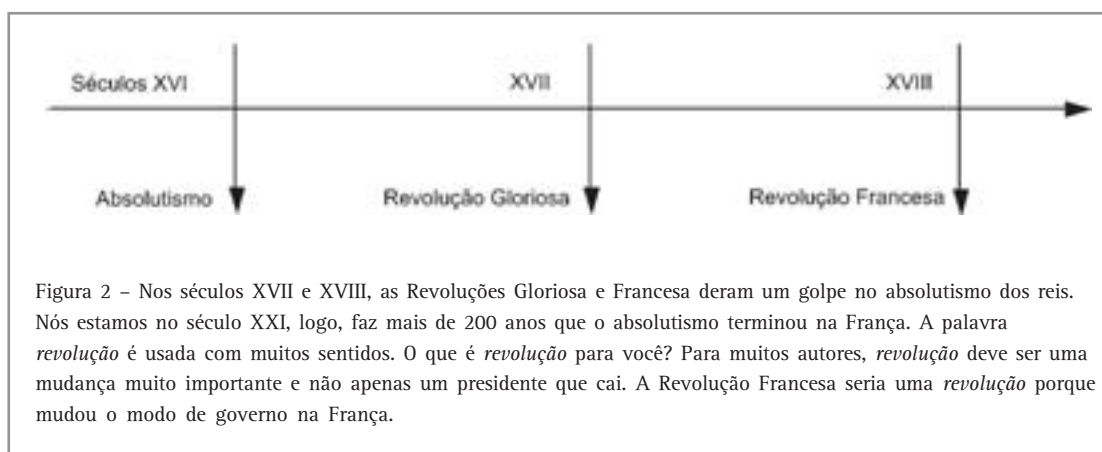 Séculos XVI XVII XVIII
Absolutismo Revolução Gloriosa Revolução Francesa
Figura 2 – Nos séculos XVII e XVIII, as Revoluções Gloriosa e Francesa deram um golpe no absolutismo dos reis.
Nós estamos no século XXI, logo, faz mais de 200 anos que o absolutismo terminou na França. A palavra
revolução é usada com muitos sentidos. O que é revolução para você? Para muitos autores, revolução deve ser uma
mudança muito importante e não apenas um presidente que cai. A Revolução Francesa seria uma revolução porque
mudou o modo de governo na França.